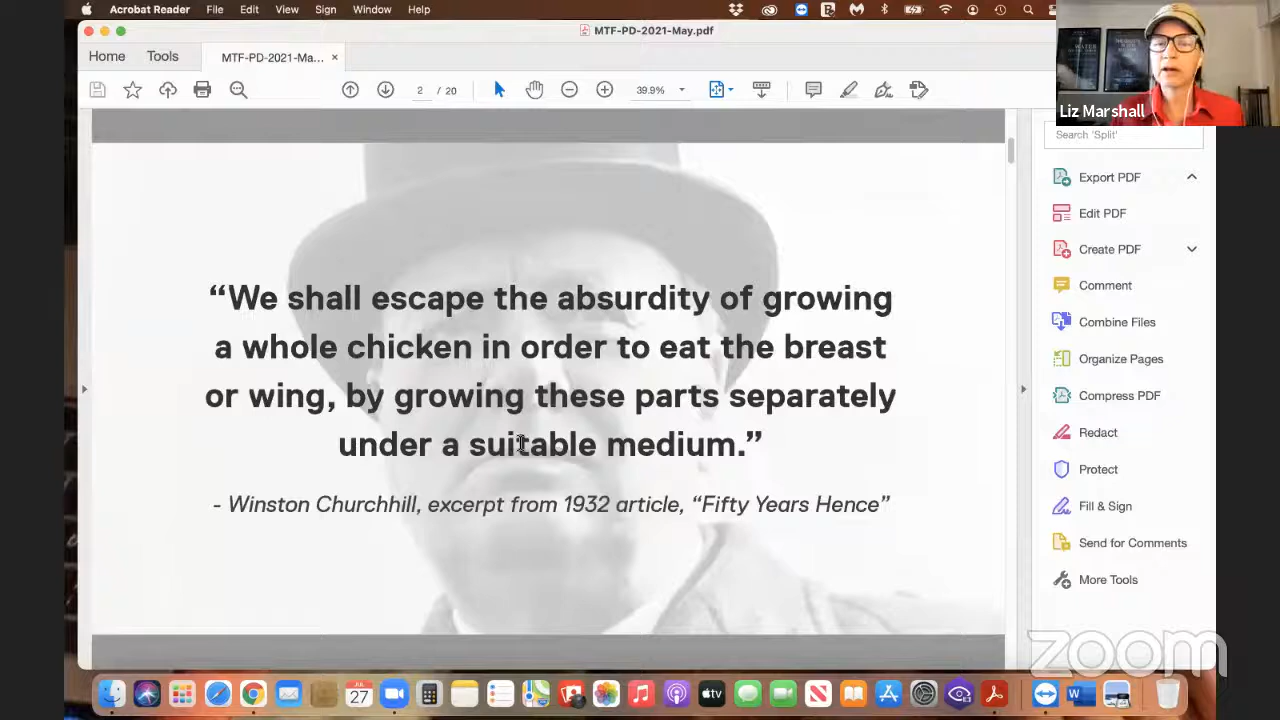 Acrobat Reader File Edit View Sign Window Help
MTF-PD-2021-May.pdf
Home Tools MTF-PD-2021-Ma... ×
2 / 20 39.9%
Liz Marshall
Search 'Split'
“We shall escape the absurdity of growing
a whole chicken in order to eat the breast
or wing, by growing these parts separately
under a suitable medium.”
- Winston Churchhill, excerpt from 1932 article, “Fifty Years Hence”
Export PDF
Edit PDF
Create PDF
Comment
Combine Files
Organize Pages
Compress PDF
Redact
Protect
Fill & Sign
Send for Comments
More Tools
zoom
JUL
27
tv